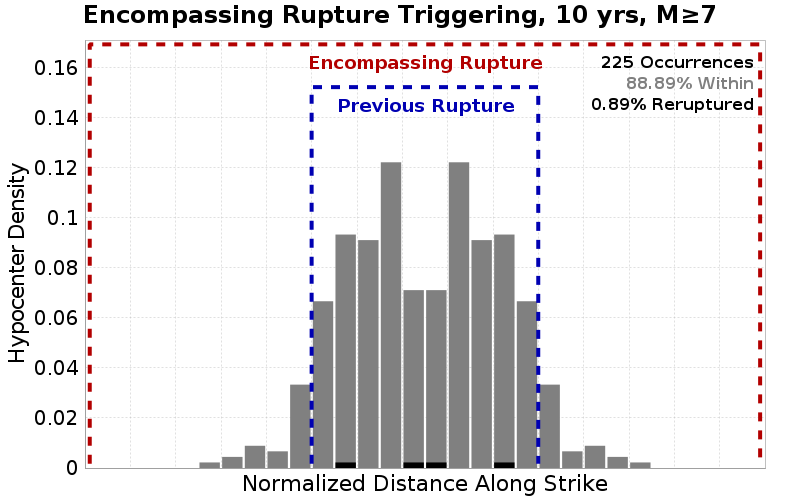 Encompassing Rupture Triggering, 10 yrs, M≥7
Encompassing Rupture
225 Occurrences
88.89% Within
Previous Rupture
0.89% Reruptured
Hypocenter Density
0.16
0.14
0.12
0.1
0.08
0.06
0.04
0.02
0
Normalized Distance Along Strike